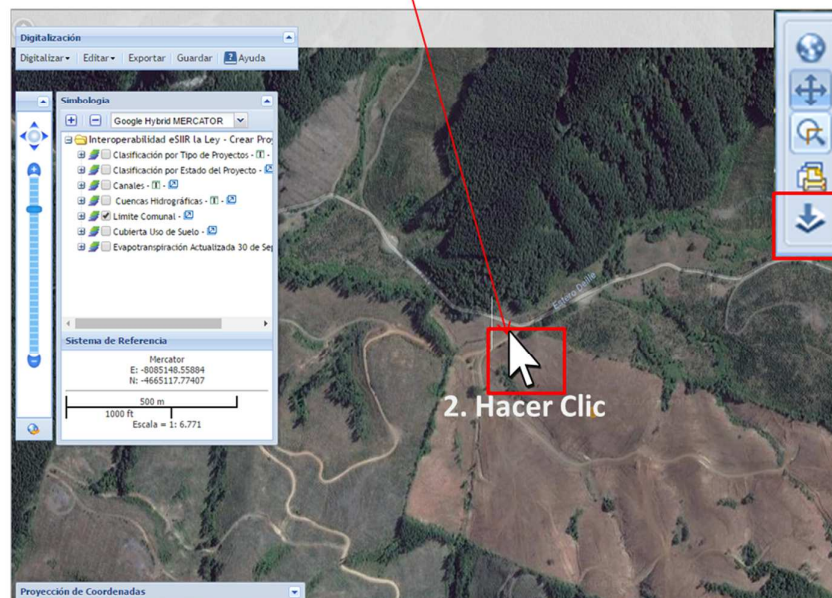 Digitalización
Digitalizar Editar Exportar Guardar ? Ayuda
Simbología
Google Hybrid MERCATOR
Interoperabilidad eSIIR la Ley - Crear Pro
Clasificación por Tipo de Proyectos - T -
Clasificación por Estado del Proyecto -
Canales - T -
Cuencas Hidrográficas - T -
Limite Comunal -
Cubierta Uso de Suelo -
Evapotranspiración Actualizada 30 de Se
Sistema de Referencia
Mercator
E: -8085148.55884
N: -4665117.77407
500 m
1000 ft
Escala = 1: 6.771
Estero
2. Hacer Clic
Proyección de Coordenadas